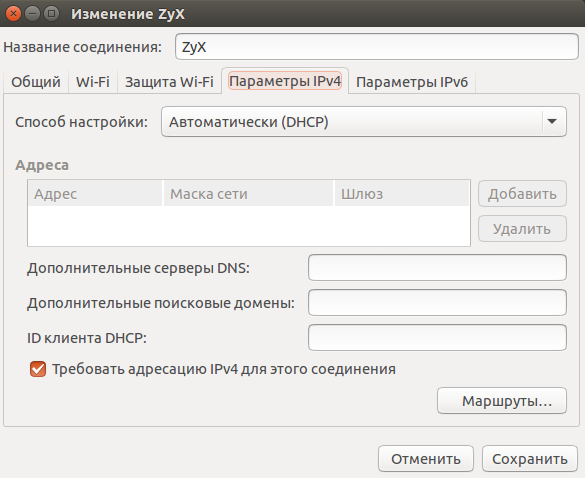 Изменение ZyX
Название соединения: ZyX
Общий Wi-Fi Защита Wi-Fi Параметры IPv4 Параметры IPv6
Способ настройки: Автоматически (DHCP)
Адреса
Адрес Маска сети Шлюз Добавить
Удалить
Дополнительные серверы DNS:
Дополнительные поисковые домены:
ID клиента DHCP:
Требовать адресацию IPv4 для этого соединения
Маршруты...
Отменить Сохранить